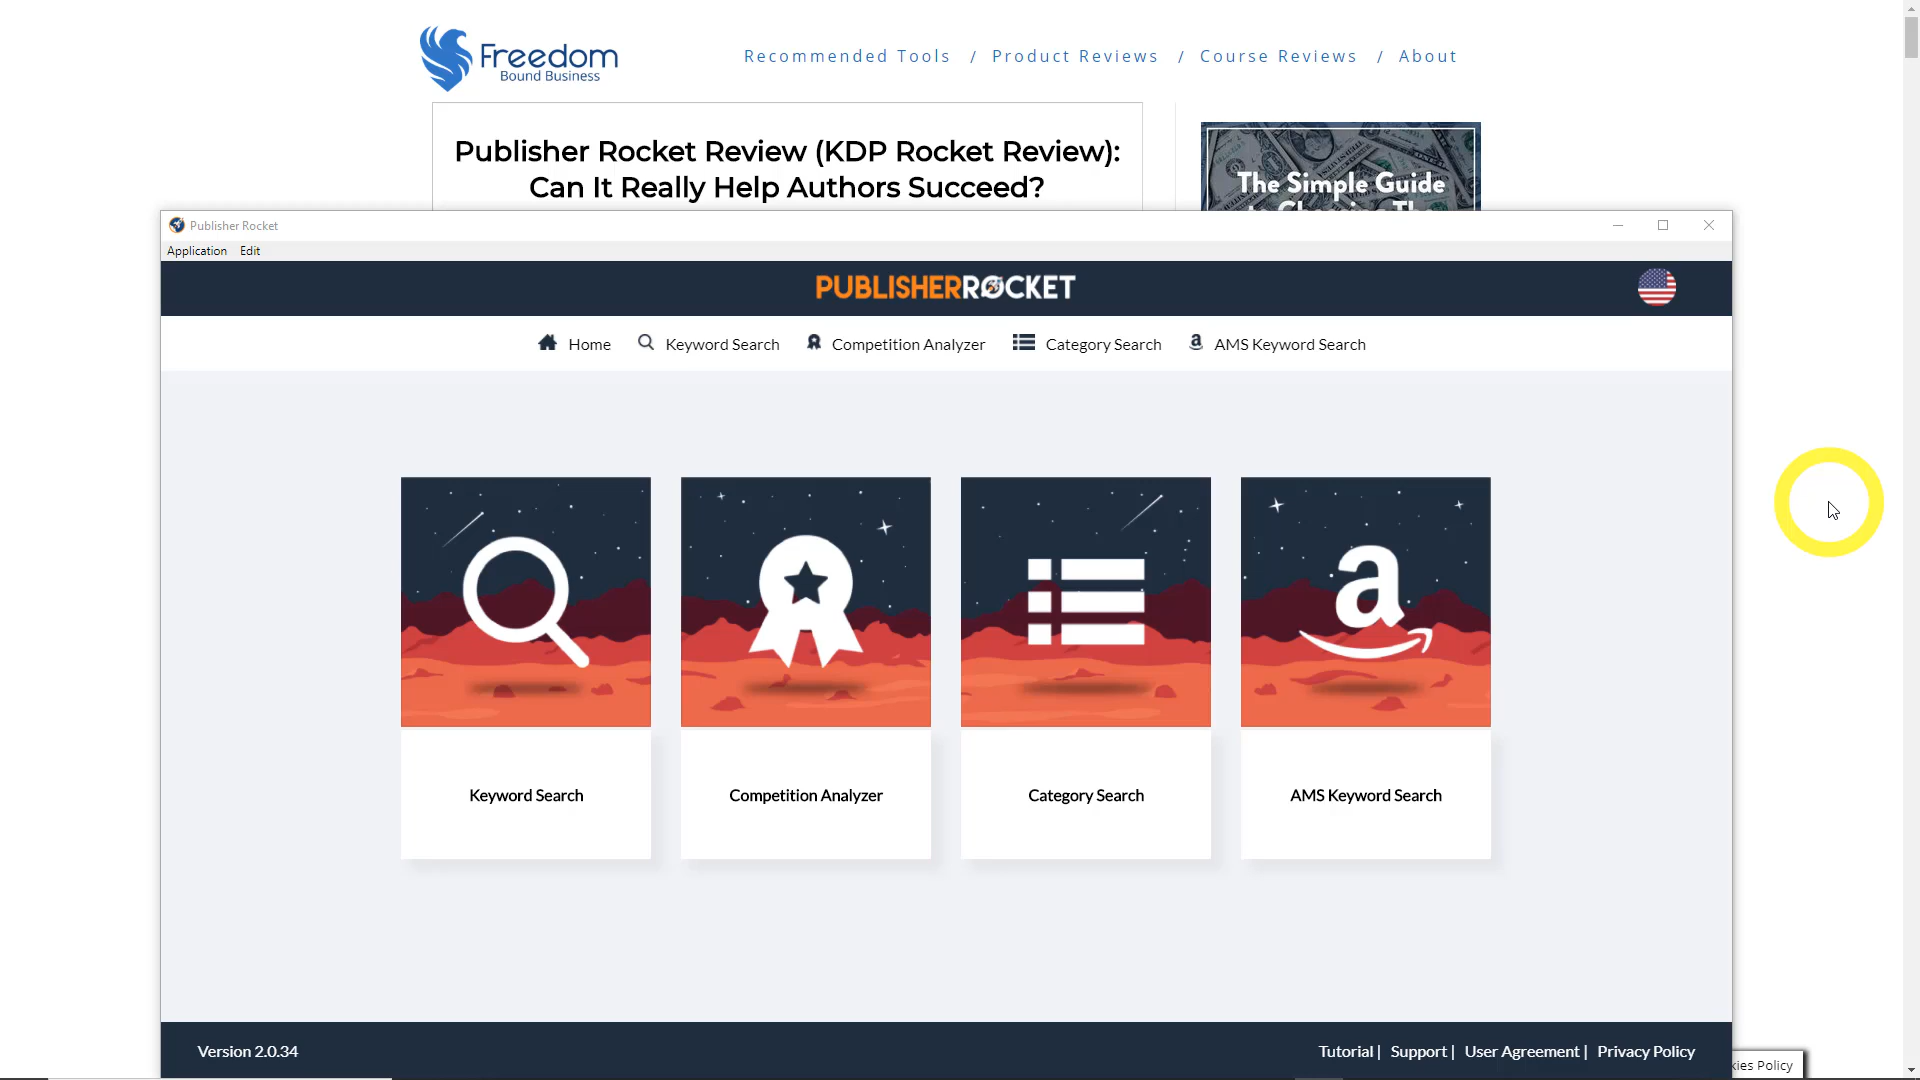 Freedom
Bound Business
Recommended Tools / Product Reviews / Course Reviews / About
Publisher Rocket Review (KDP Rocket Review):
Can It Really Help Authors Succeed?
The Simple Guide
Publisher Rocket
Application Edit
PUBLISHERROCKET
Home Keyword Search Competition Analyzer Category Search AMS Keyword Search
Keyword Search
Competition Analyzer
Category Search
AMS Keyword Search
Version 2.0.34
Tutorial | Support | User Agreement | Privacy Policy
Policy